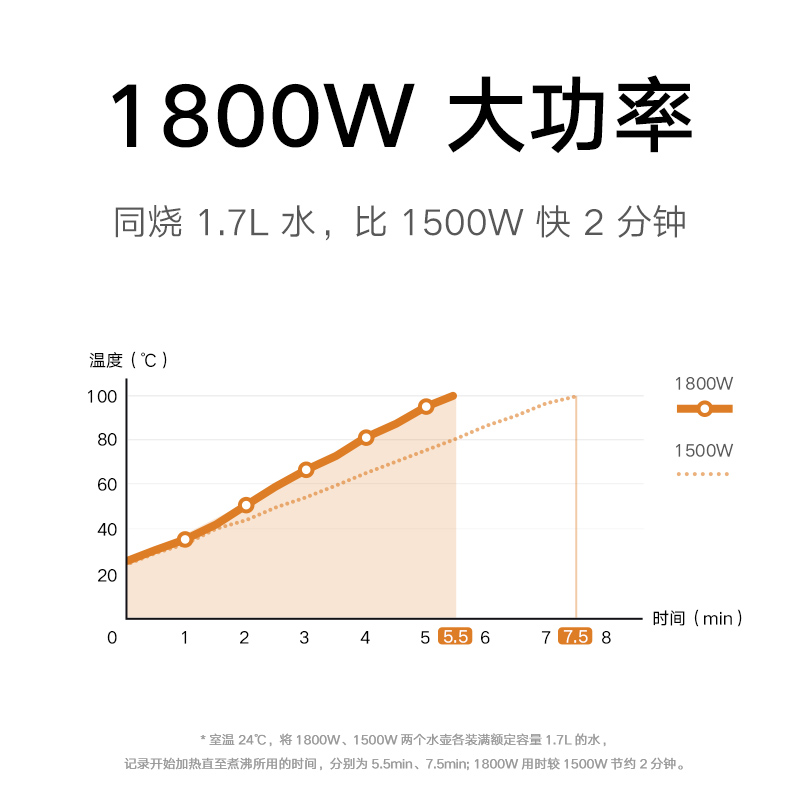 1800W 大功率
同烧 1.7L 水，比 1500W 快 2 分钟
温度（℃）
100
80
60
40
20
0 1 2 3 4 5 5.5 6 7 7.5 8
时间（min）
1800W
1500W
* 室温 24℃，将 1800W、1500W 两个水壶各装满额定容量 1.7L 的水，
记录开始加热直至煮沸所用的时间，分别为 5.5min、7.5min; 1800W 用时较 1500W 节约 2 分钟。